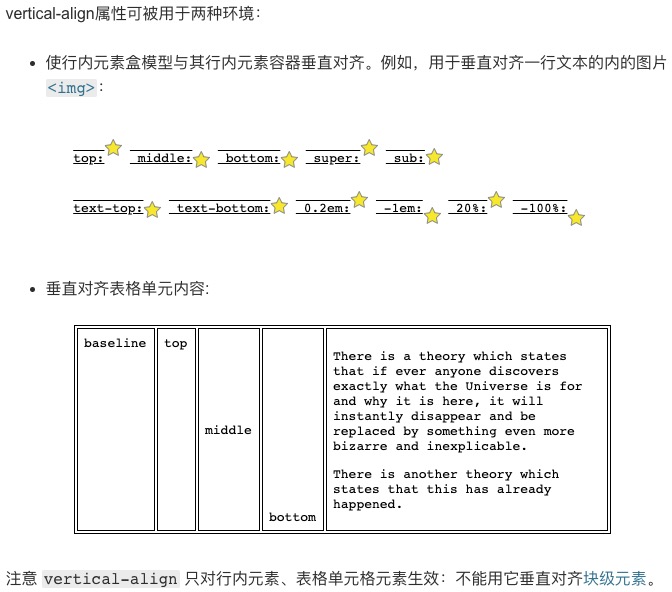 vertical-align属性可被用于两种环境：
• 使行内元素盒模型与其行内元素容器垂直对齐。例如，用于垂直对齐一行文本的内的图片
<img>：
top: middle: bottom: super: sub:
text-top: text-bottom: 0.2em: -1em: 20%: -100%:
• 垂直对齐表格单元内容:
baseline top
middle
bottom
There is a theory which states
that if ever anyone discovers
exactly what the Universe is for
and why it is here, it will
instantly disappear and be
replaced by something even more
bizarre and inexplicable.
There is another theory which
states that this has already
happened.
注意 vertical-align 只对行内元素、表格单元格元素生效：不能用它垂直对齐块级元素。